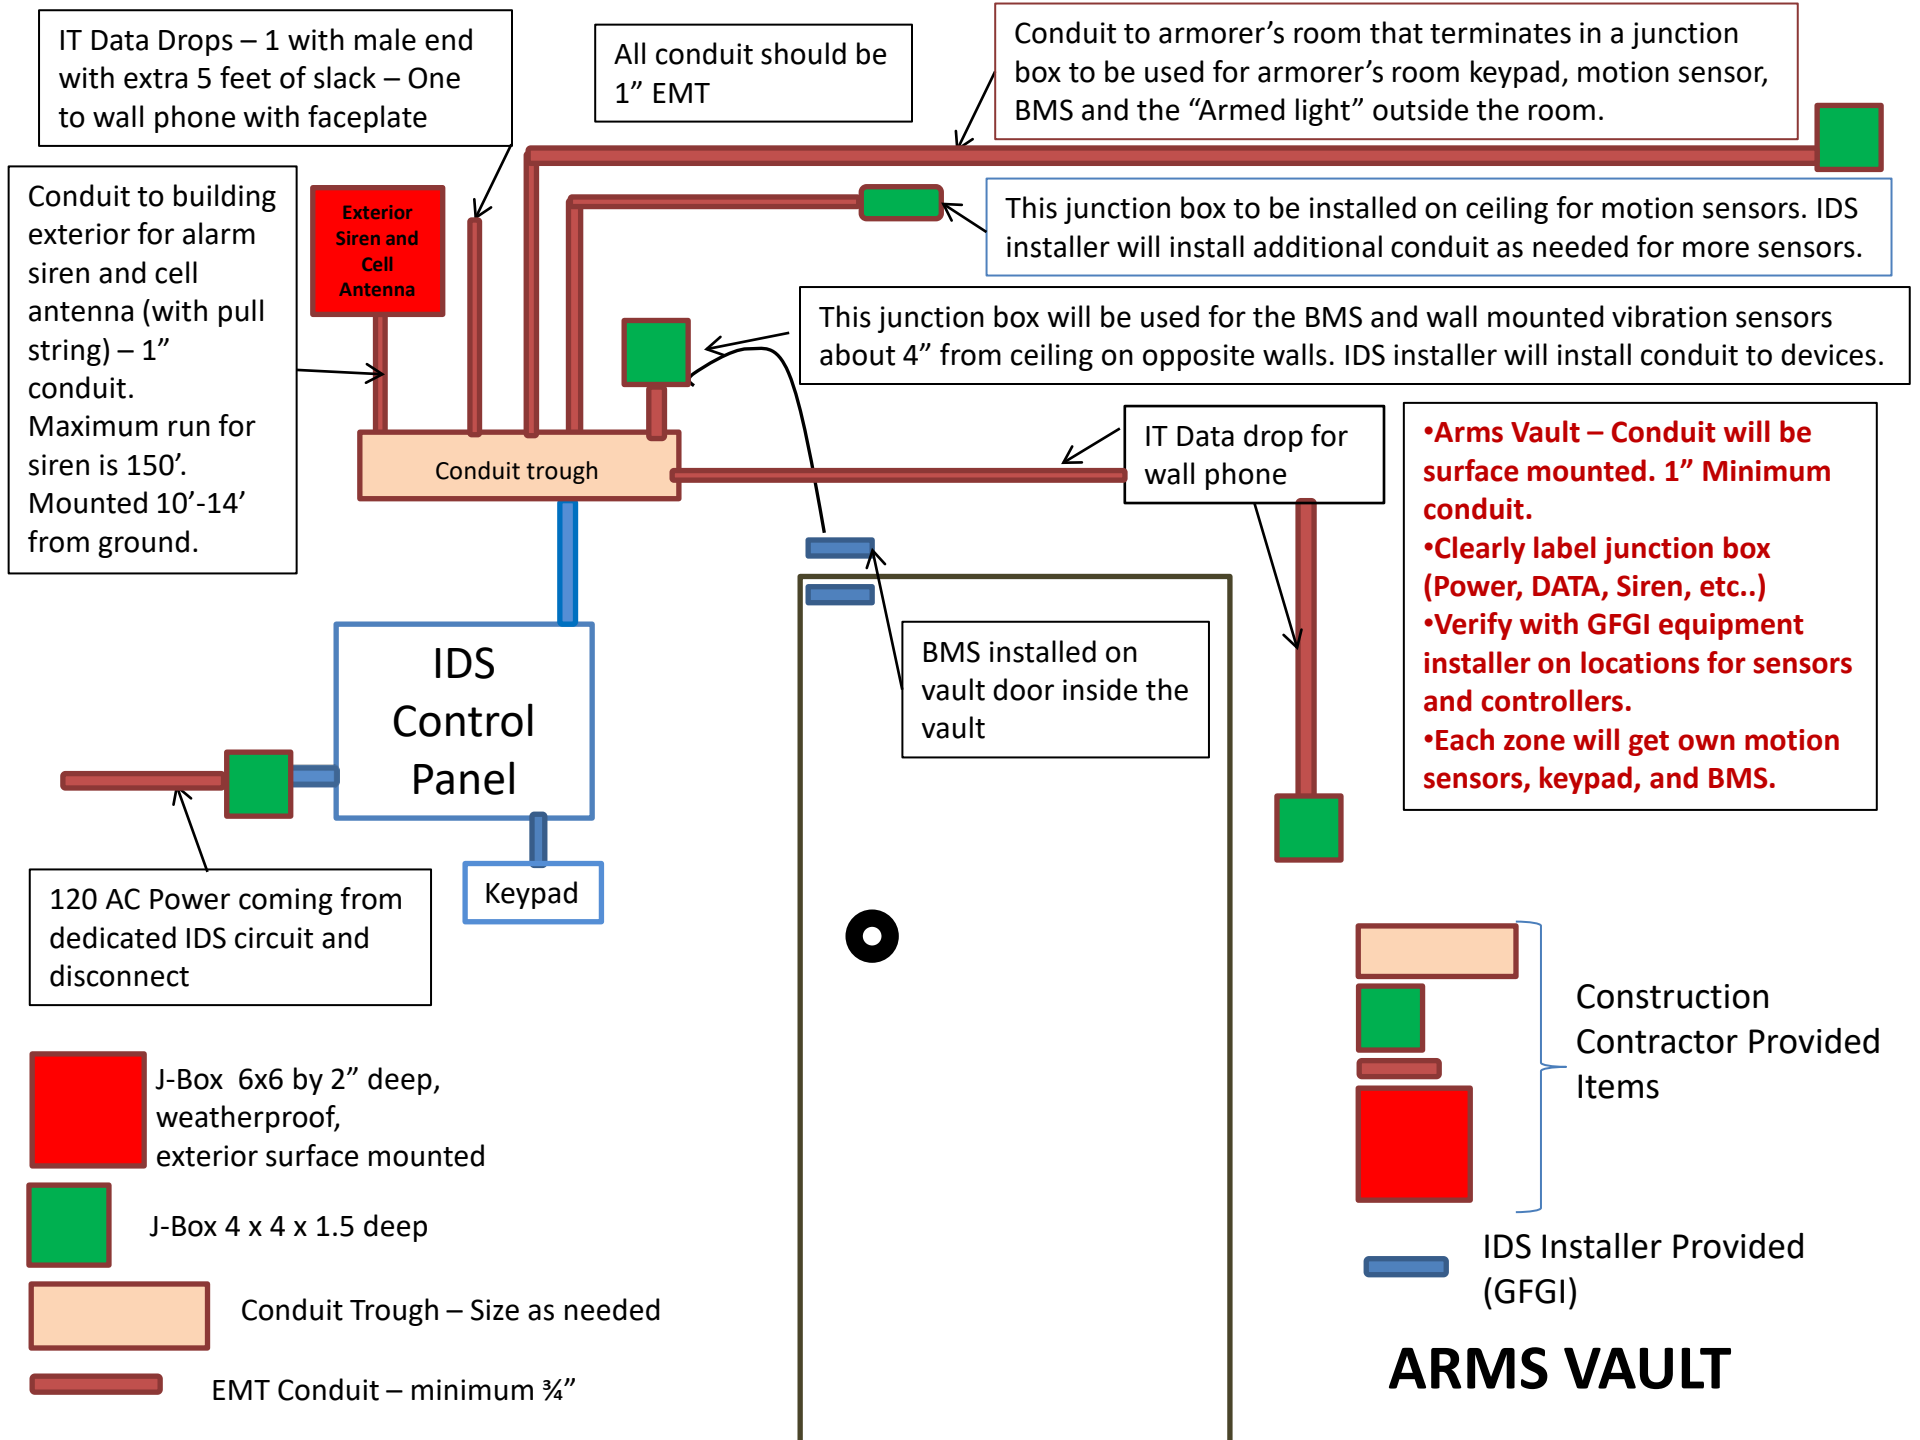 IT Data Drops – 1 with male end
with extra 5 feet of slack – One
to wall phone with faceplate
All conduit should be
1” EMT
Conduit to armorer’s room that terminates in a junction
box to be used for armorer’s room keypad, motion sensor,
BMS and the “Armed light” outside the room.
Conduit to building
exterior for alarm
siren and cell
antenna (with pull
string) – 1”
conduit.
Maximum run for
siren is 150’.
Mounted 10’-14’
from ground.
Exterior
Siren and
Cell
Antenna
This junction box to be installed on ceiling for motion sensors. IDS
installer will install additional conduit as needed for more sensors.
This junction box will be used for the BMS and wall mounted vibration sensors
about 4” from ceiling on opposite walls. IDS installer will install conduit to devices.
Conduit trough
IT Data drop for
wall phone
•Arms Vault – Conduit will be
surface mounted. 1” Minimum
conduit.
•Clearly label junction box
(Power, DATA, Siren, etc..)
•Verify with GFGI equipment
installer on locations for sensors
and controllers.
•Each zone will get own motion
sensors, keypad, and BMS.
IDS
Control
Panel
BMS installed on
vault door inside the
vault
Keypad
120 AC Power coming from
dedicated IDS circuit and
disconnect
Construction
Contractor Provided
Items
J-Box  6x6 by 2” deep,
weatherproof,
exterior surface mounted
J-Box 4 x 4 x 1.5 deep
IDS Installer Provided
(GFGI)
Conduit Trough – Size as needed
EMT Conduit – minimum ¾”
ARMS VAULT